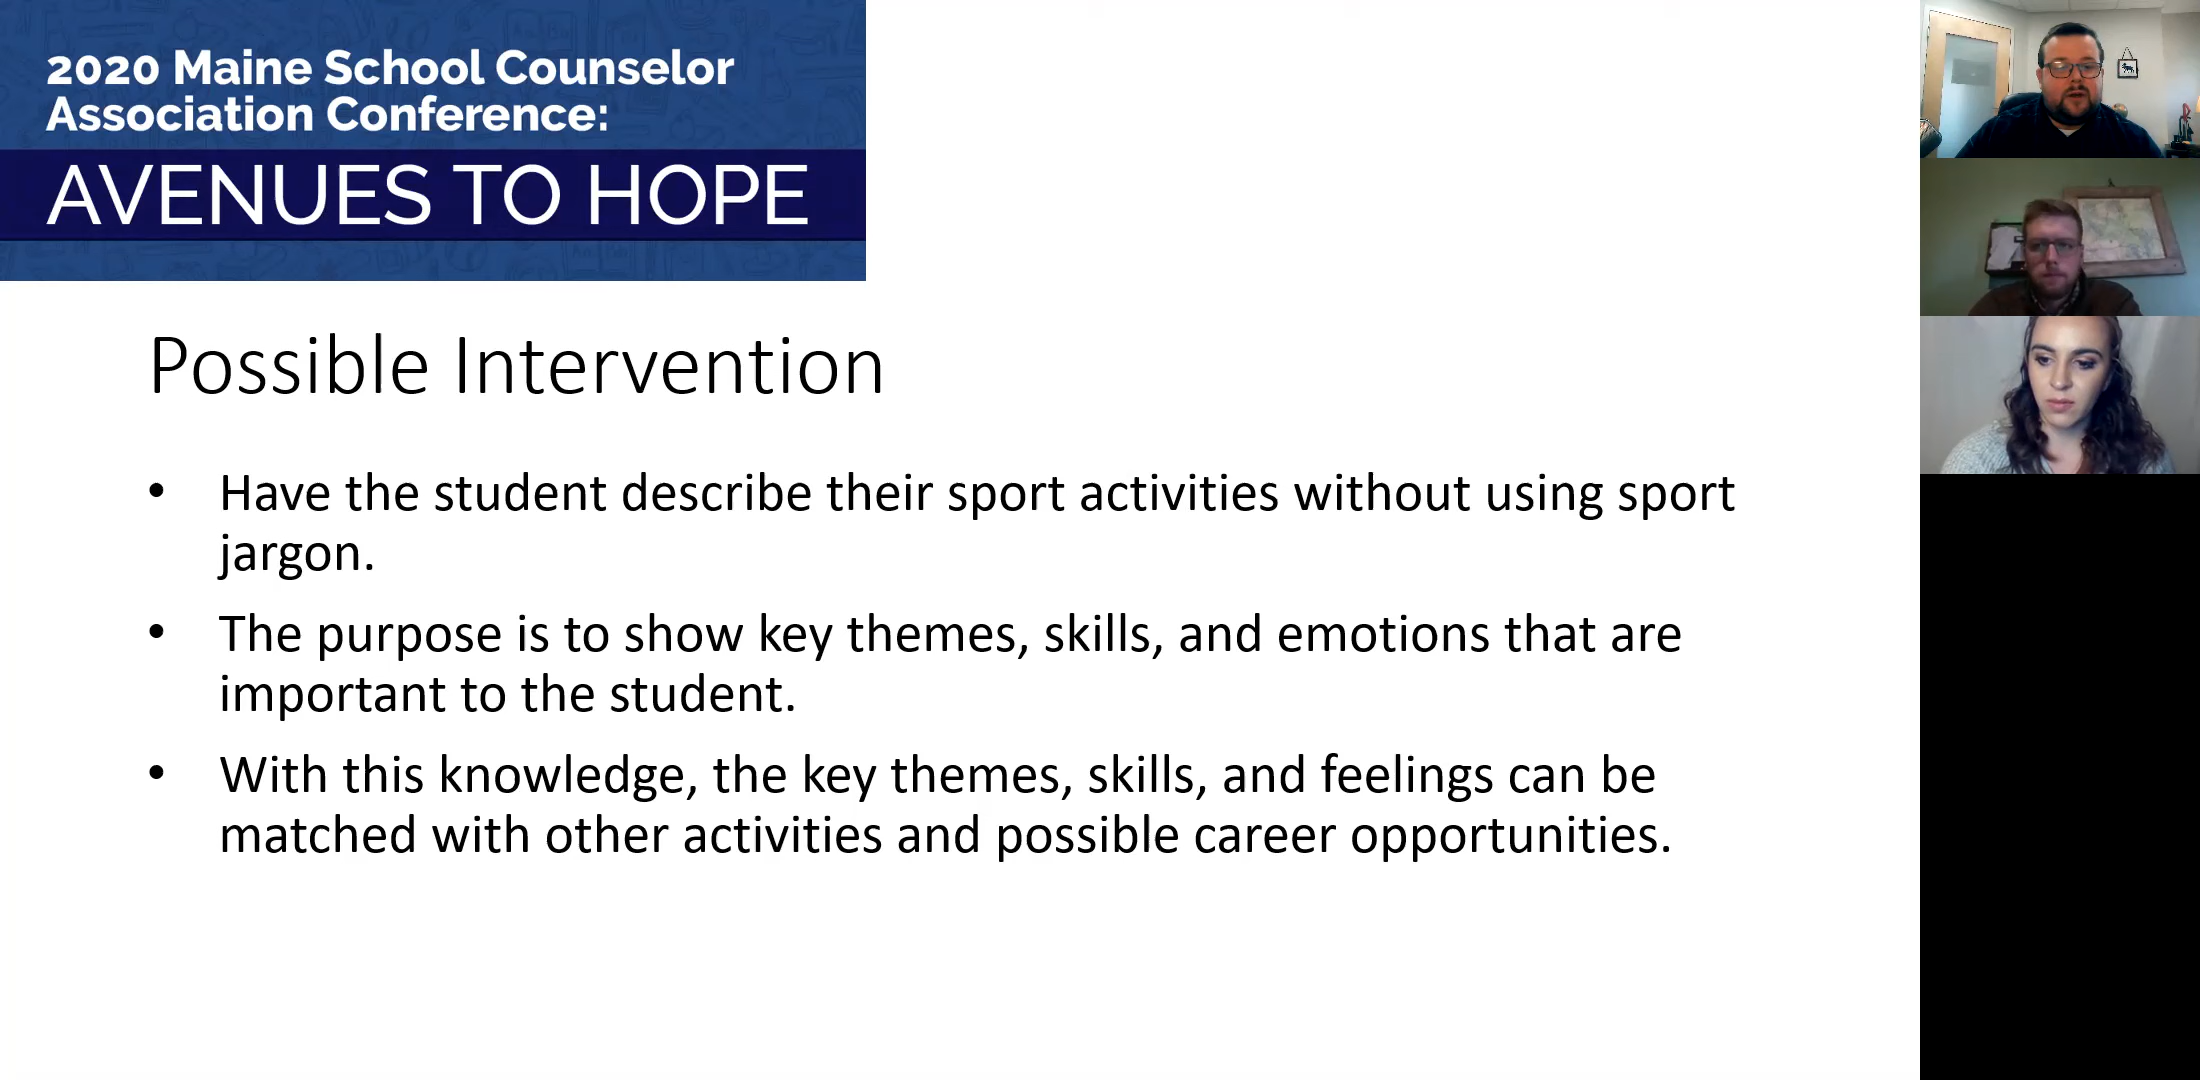 2020 Maine School Counselor
Association Conference:
AVENUES TO HOPE
Possible Intervention
• Have the student describe their sport activities without using sport
jargon.
• The purpose is to show key themes, skills, and emotions that are
important to the student.
• With this knowledge, the key themes, skills, and feelings can be
matched with other activities and possible career opportunities.